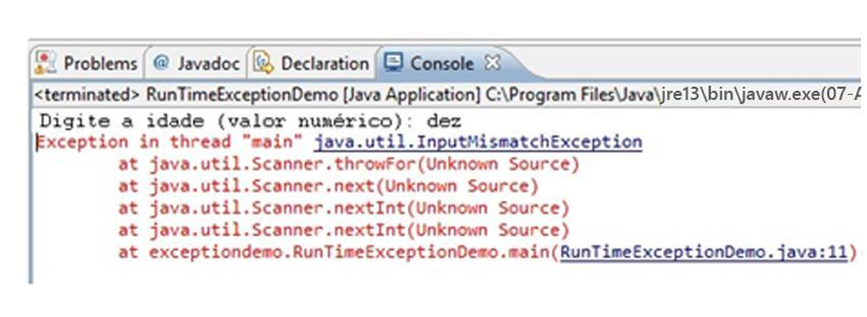 Problems @ Javadoc Declaration Console
<terminated> RunTimeExceptionDemo [Java Application] C:\Program Files\Java\jre13\bin\javaw.exe(07-A
Digite a idade (valor numérico): dez
Exception in thread "main" java.util.InputMismatchException
at java.util.Scanner.throwFor(Unknown Source)
at java.util.Scanner.next(Unknown Source)
at java.util.Scanner.nextInt(Unknown Source)
at java.util.Scanner.nextInt(Unknown Source)
at exceptiondemo.RunTimeExceptionDemo.main(RunTimeExceptionDemo.java:11)